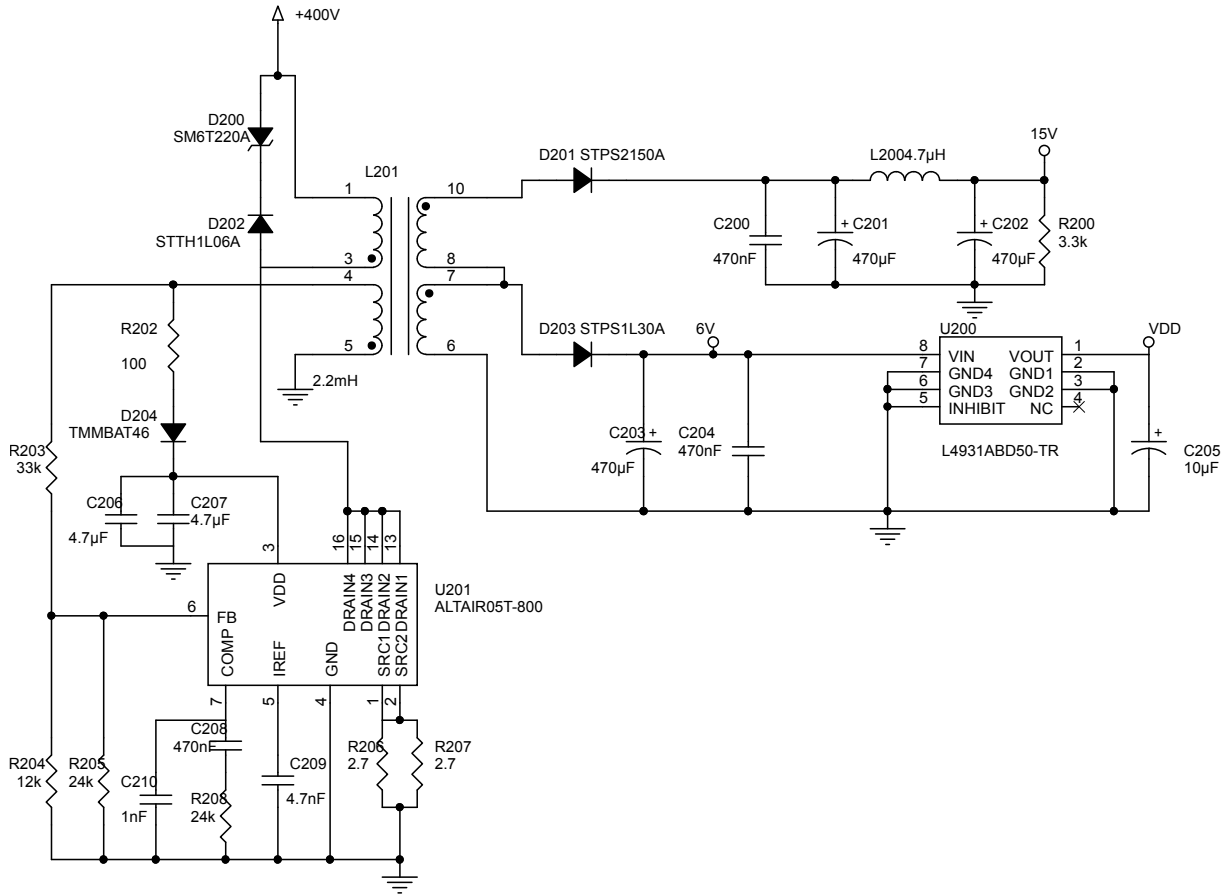 +400V
D200
SM6T220A
D202
STTH1L06A
L201
1
3
4
5
10
8
7
6
2.2mH
D201 STPS2150A
L2004.7µH
15V
C200
470nF
+
C201
470µF
+
C202
470µF
R200
3.3k
D203 STPS1L30A
6V
U200
VDD
8
7
6
5
VIN
GND4
GND3
INHIBIT
VOUT
GND1
GND2
NC
1
2
3
4
L4931ABD50-TR
C203
+
470µF
C204
470nF
+
C205
10µF
R202
100
D204
TMMBAT46
R203
33k
C206
4.7µF
C207
4.7µF
3
16
15
14
13
VDD
DRAIN4
DRAIN3
DRAIN2
DRAIN1
U201
ALTAIR05T-800
6
FB
COMP
IREF
GND
SRC1
SRC2
7
5
4
1
2
R204
12k
R205
24k
C210
1nF
C208
470nF
R208
24k
C209
4.7nF
R206
2.7
R207
2.7